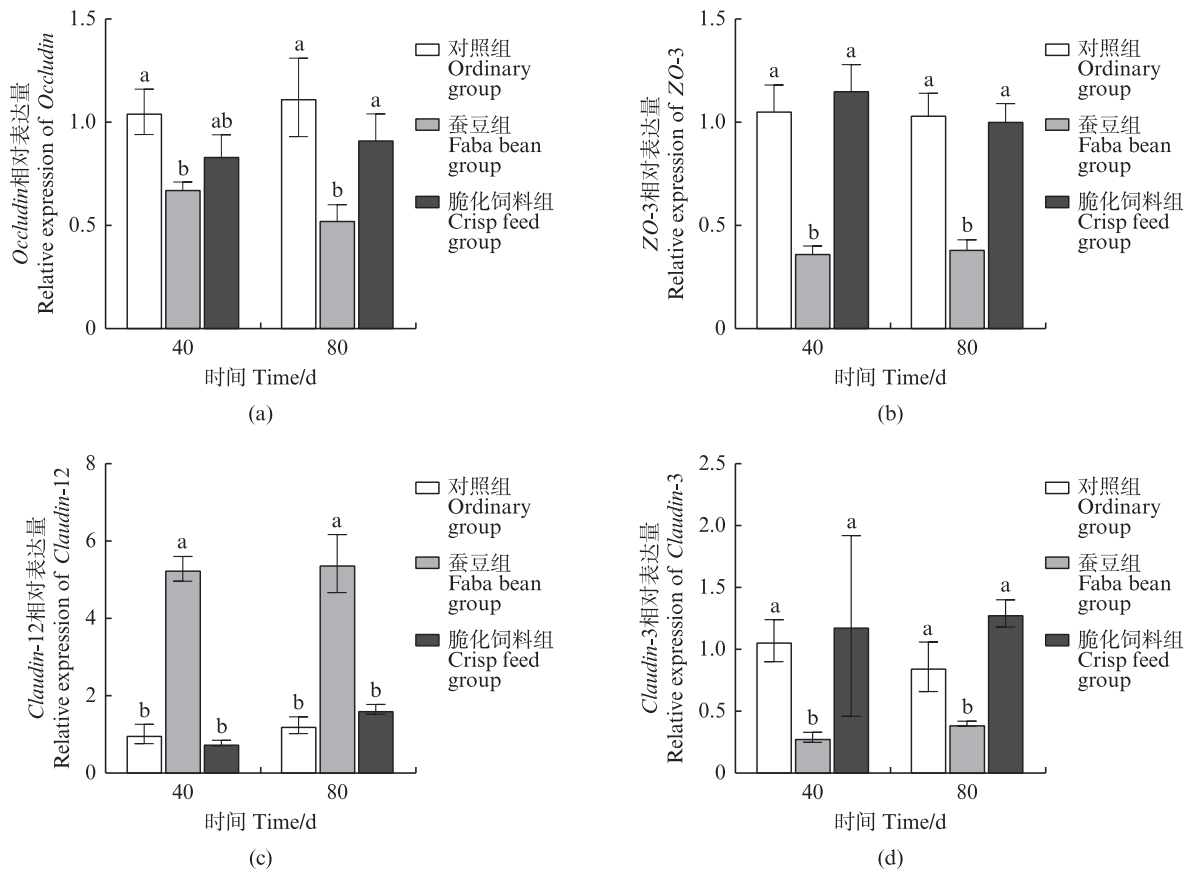 Occludin相对表达量
Relative expression of Occludin
1.5
1.0
0.5
0
a
b
ab
a
b
a
40
80
时间 Time/d
(a)
对照组
Ordinary
group
蚕豆组
Faba bean
group
脆化饲料组
Crisp feed
group
ZO-3相对表达量
Relative expression of ZO-3
1.5
1.0
0.5
0
a
b
a
a
b
a
40
80
时间 Time/d
(b)
对照组
Ordinary
group
蚕豆组
Faba bean
group
脆化饲料组
Crisp feed
group
Claudin-12相对表达量
Relative expression of Claudin-12
8
6
4
2
0
b
a
b
b
a
b
40
80
时间 Time/d
(c)
对照组
Ordinary
group
蚕豆组
Faba bean
group
脆化饲料组
Crisp feed
group
Claudin-3相对表达量
Relative expression of Claudin-3
2.5
2.0
1.5
1.0
0.5
0
a
b
a
a
b
a
40
80
时间 Time/d
(d)
对照组
Ordinary
group
蚕豆组
Faba bean
group
脆化饲料组
Crisp feed
group